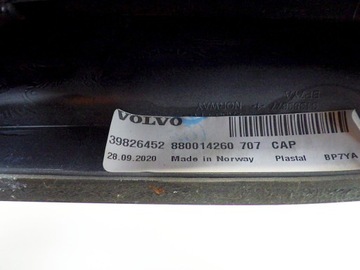 VOLVO
39826452 880014260 707 CAP
28.09.2020 Made in Norway Plastal BP7YA